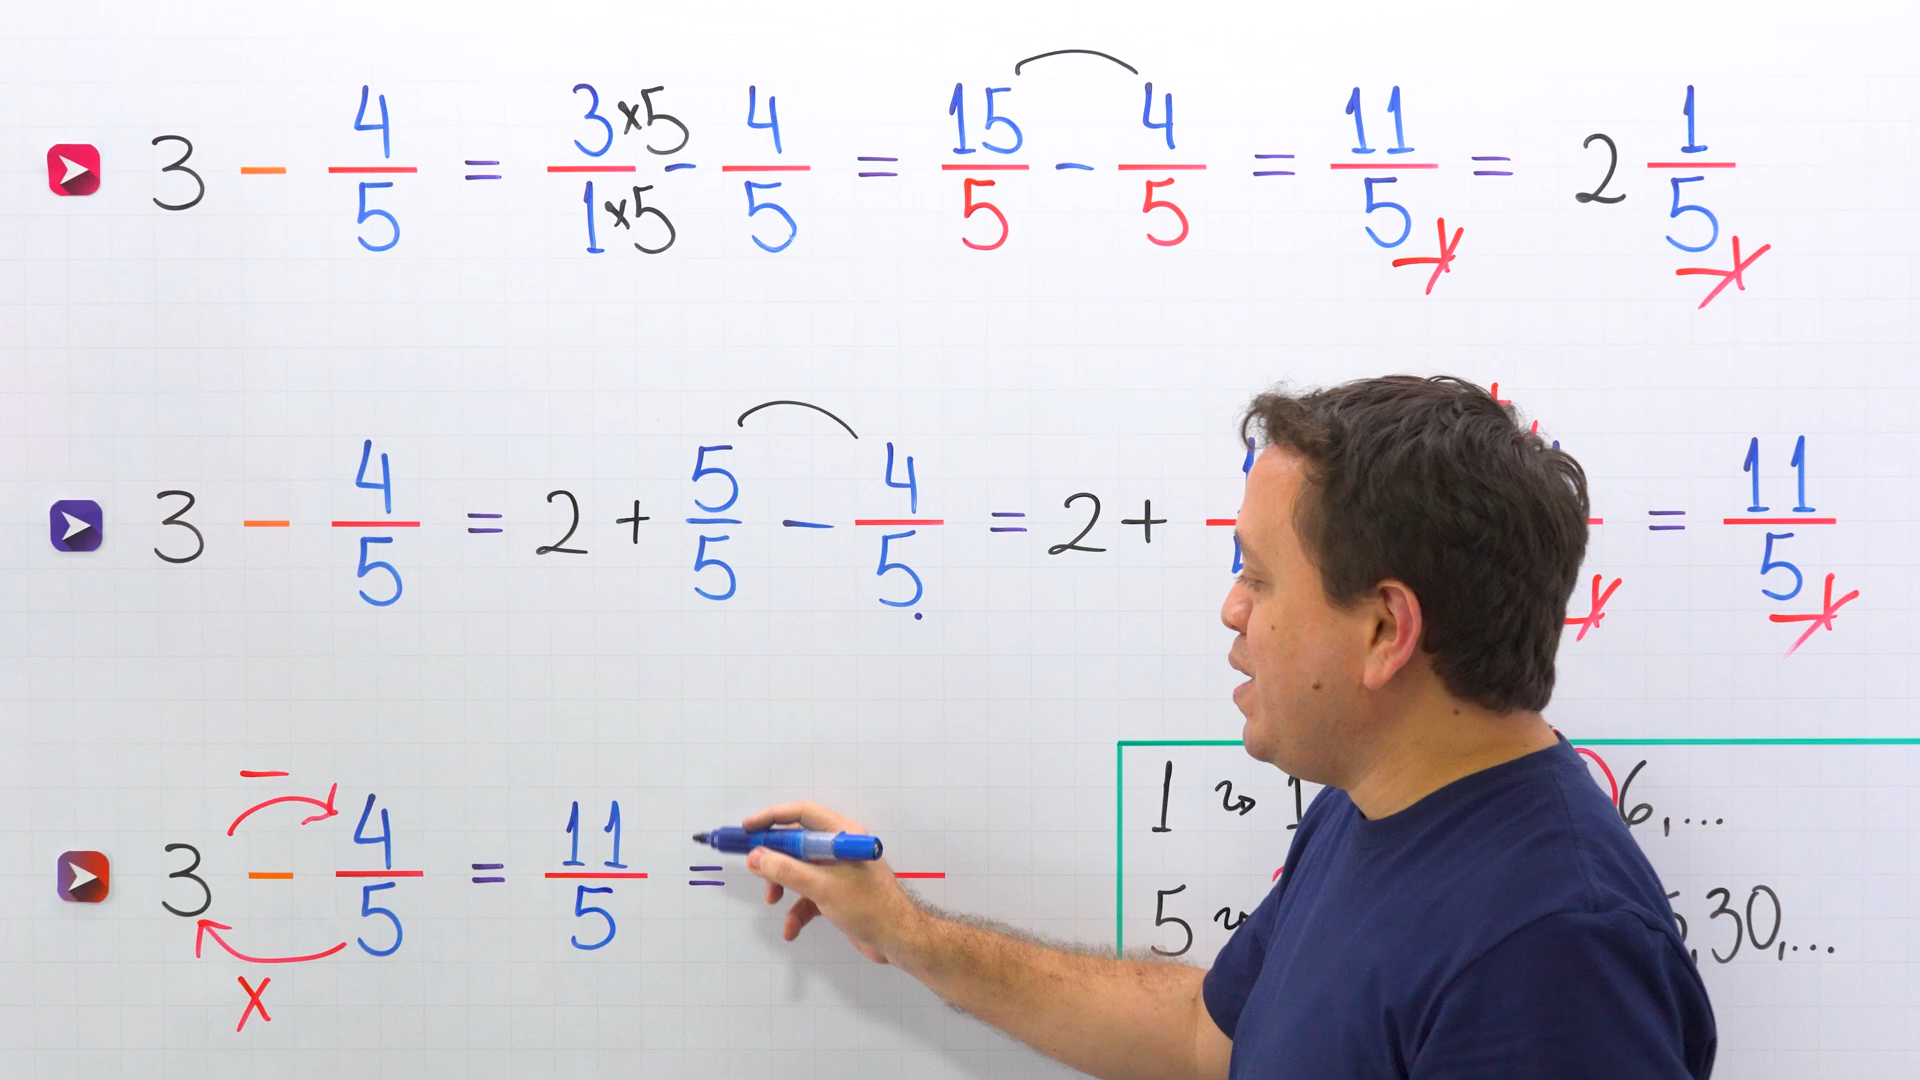 3 - 4/5 = 3×5/1×5 - 4/5 = 15/5 - 4/5 = 11/5 = 2 1/5
3 - 4/5 = 2 + 5/5 - 4/5 = 2 + = 11/5
3 - 4/5 = 11/5 =
- x
1 ↝ 1 6,...
5 ↝ ,30,...